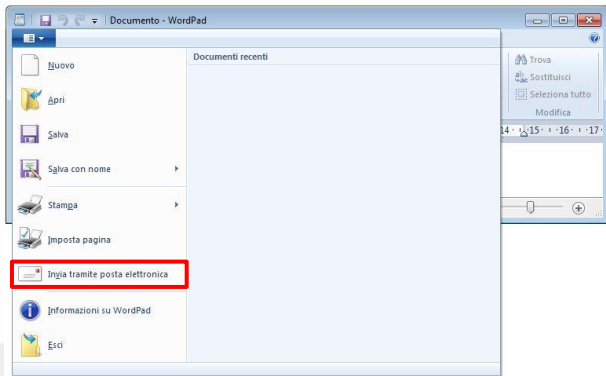 Documento - WordPad
Documenti recenti
Nuovo
Apri
Salva
Salva con nome
Stampa
Imposta pagina
Invia tramite posta elettronica
Informazioni su WordPad
Esci
Trova
Sostituisci
Seleziona tutto
Modifica
14 · 15 · 16 · 17